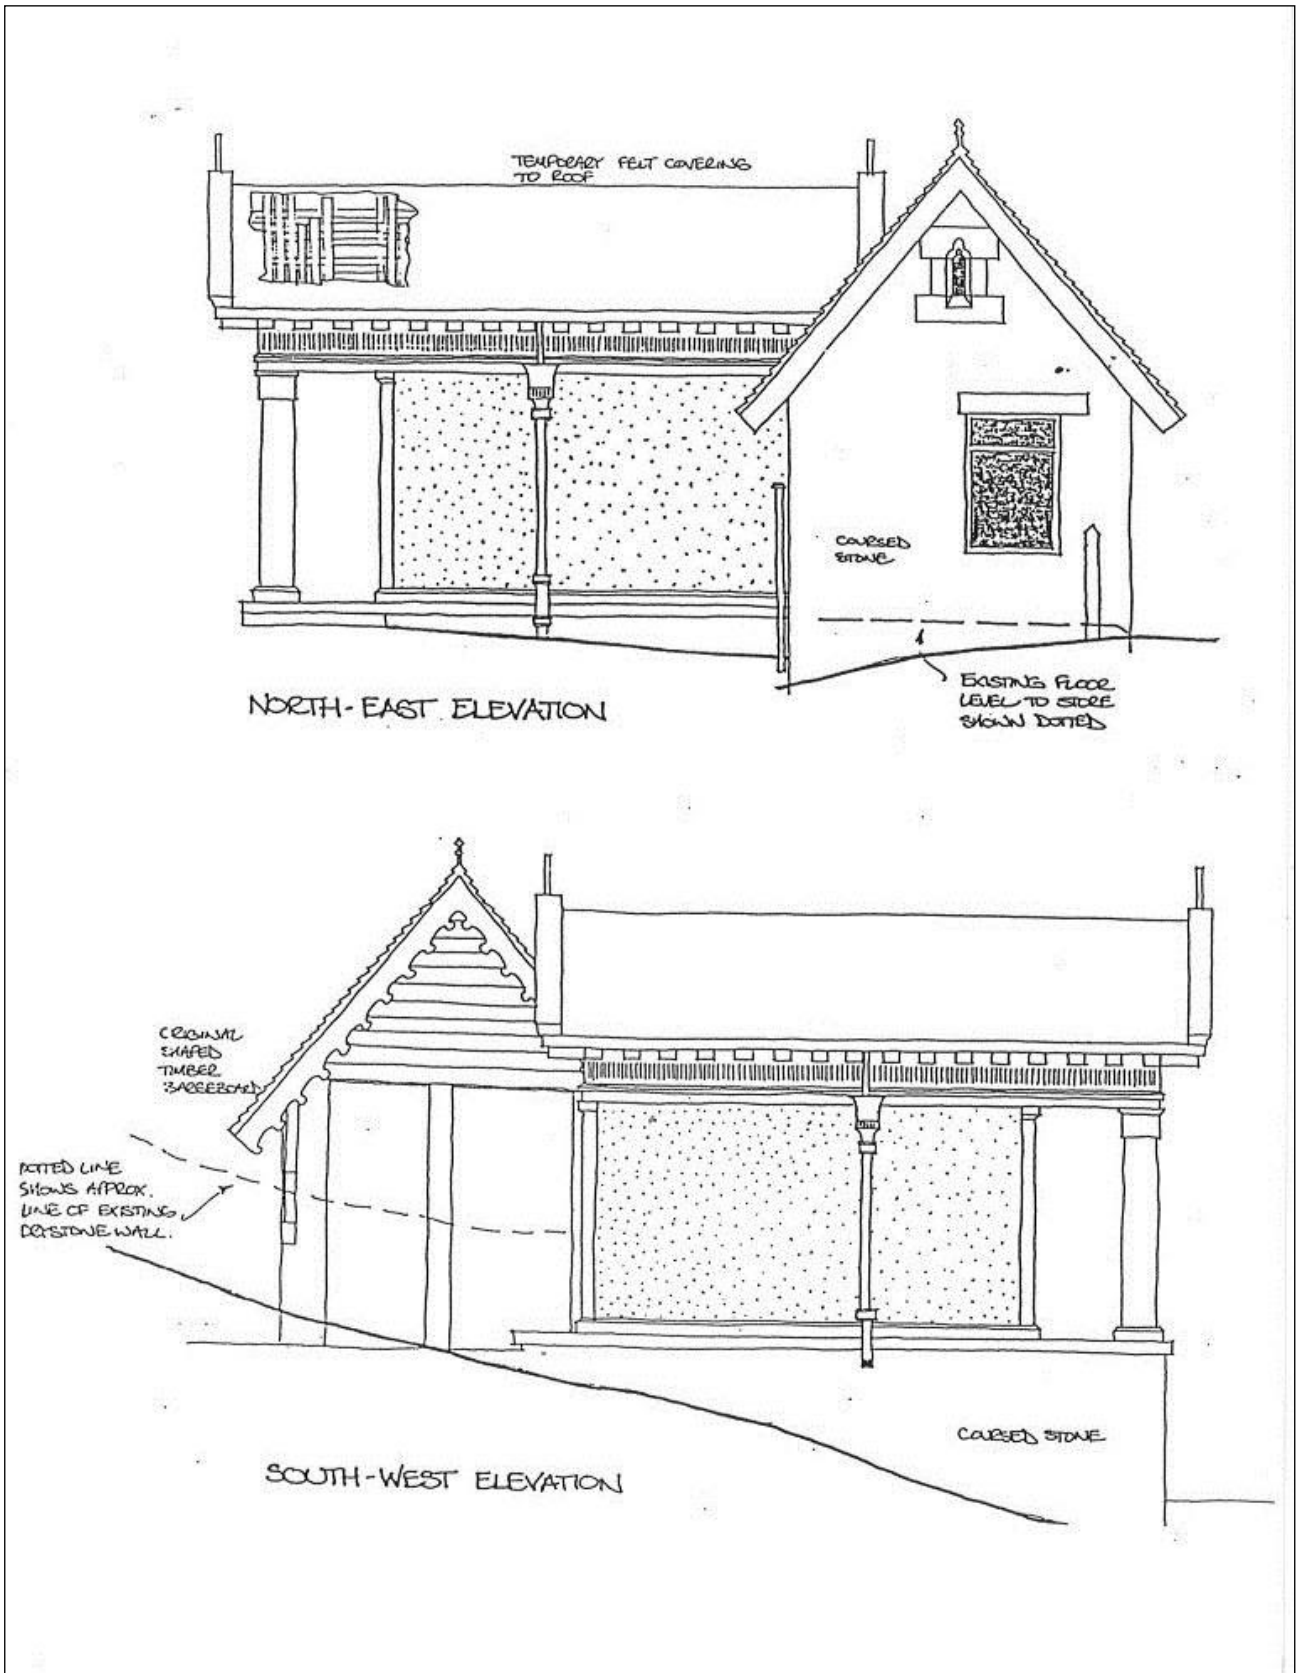 TEMPORARY FELT COVERING
TO ROOF
COURSED
STONE
EXISTING FLOOR
LEVEL TO STORE
SHOWN DOTTED
NORTH-EAST ELEVATION
ORIGINAL
SHAPED
TIMBER
BARGEBOARD
DOTTED LINE
SHOWS APPROX.
LINE OF EXISTING
DRYSTONE WALL.
COURSED STONE
SOUTH-WEST ELEVATION